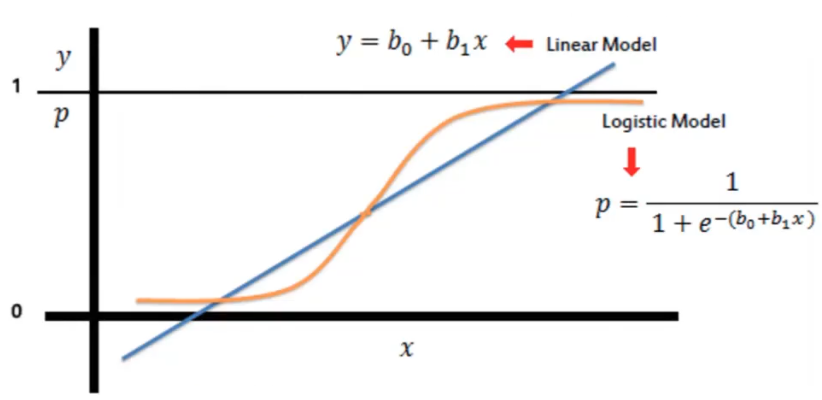 y = b₀ + b₁x
Linear Model
y
1
p
Logistic Model
p = 1 / (1 + e^−(b₀+b₁x))
0
x